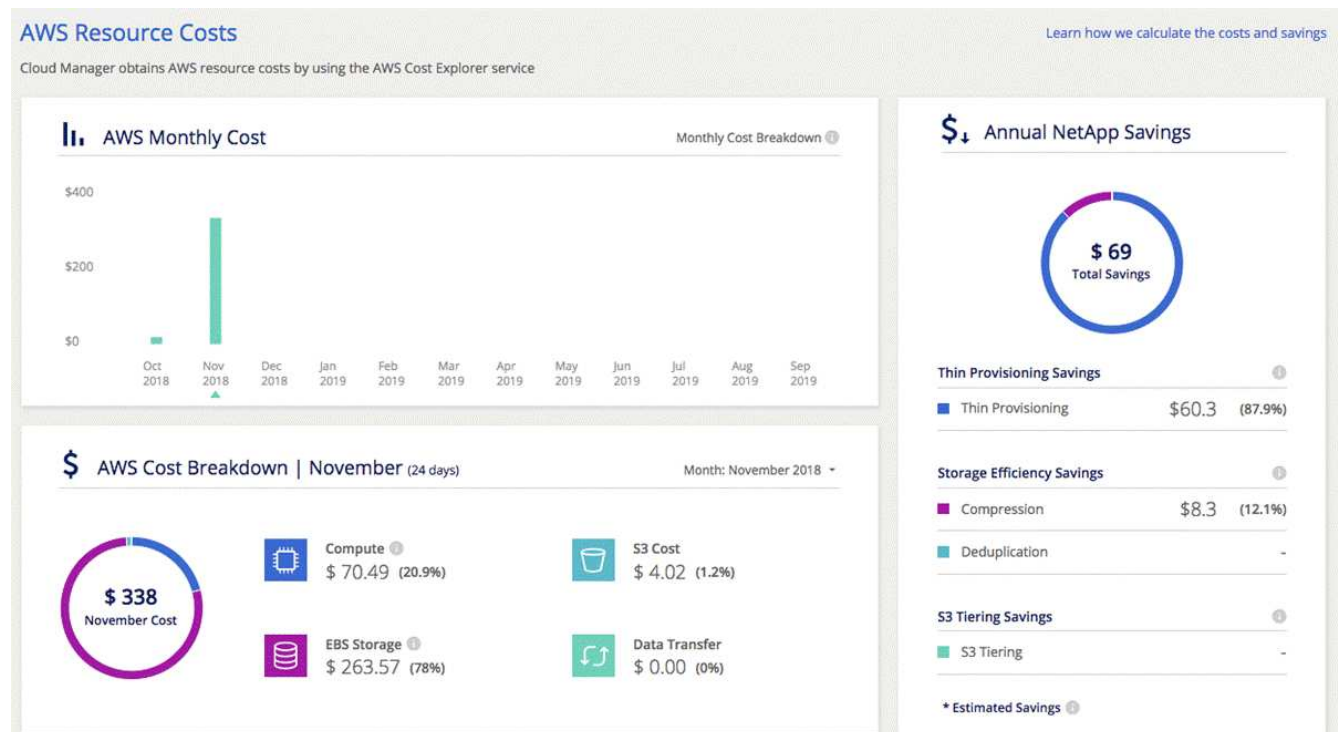 AWS Resource Costs
Learn how we calculate the costs and savings
Cloud Manager obtains AWS resource costs by using the AWS Cost Explorer service
AWS Monthly Cost
Monthly Cost Breakdown
$400
$200
$0
Oct Nov Dec Jan Feb Mar Apr May Jun Jul Aug Sep
2018 2018 2018 2019 2019 2019 2019 2019 2019 2019 2019 2019
AWS Cost Breakdown | November (24 days)
Month: November 2018
$ 338
November Cost
Compute
$ 70.49 (20.9%)
S3 Cost
$ 4.02 (1.2%)
EBS Storage
$ 263.57 (78%)
Data Transfer
$ 0.00 (0%)
Annual NetApp Savings
$ 69
Total Savings
Thin Provisioning Savings
Thin Provisioning $60.3 (87.9%)
Storage Efficiency Savings
Compression $8.3 (12.1%)
Deduplication -
S3 Tiering Savings
S3 Tiering -
* Estimated Savings